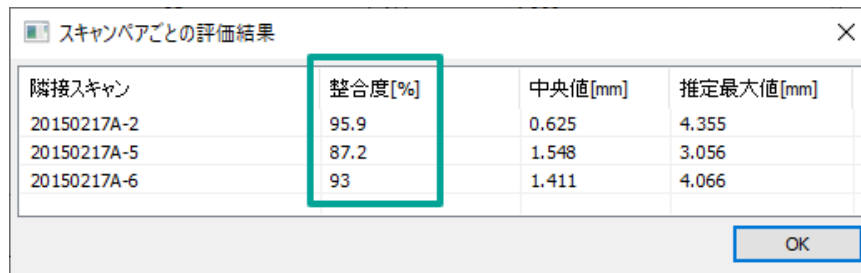 スキャンペアごとの評価結果
隣接スキャン 整合度[%] 中央値[mm] 推定最大値[mm]
20150217A-2 95.9 0.625 4.355
20150217A-5 87.2 1.548 3.056
20150217A-6 93 1.411 4.066
OK